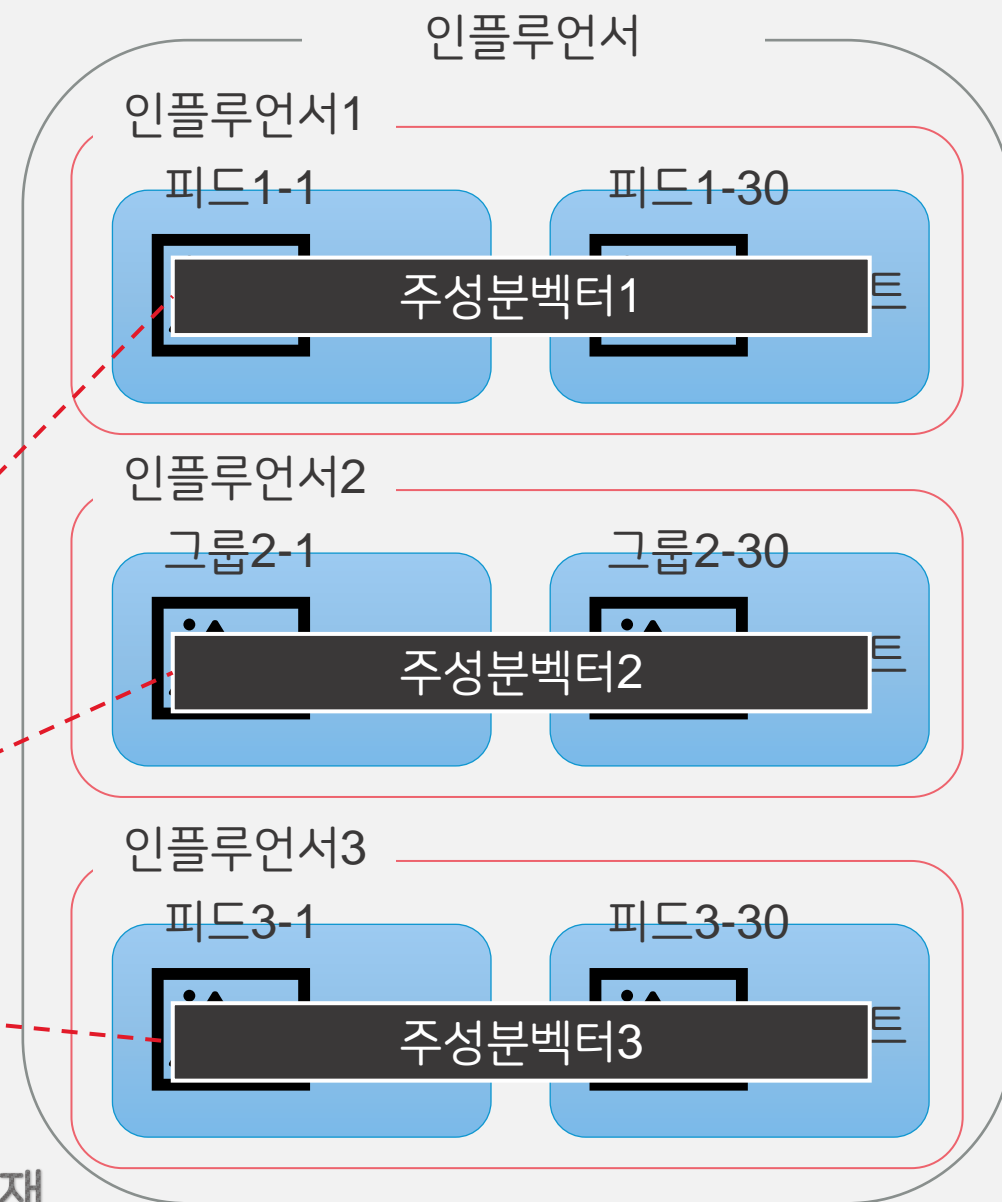 인플루언서
인플루언서1
피드1-1 피드1-30
주성분벡터1 트
인플루언서2
그룹2-1 그룹2-30
주성분벡터2 트
인플루언서3
피드3-1 피드3-30
주성분벡터3 트
재